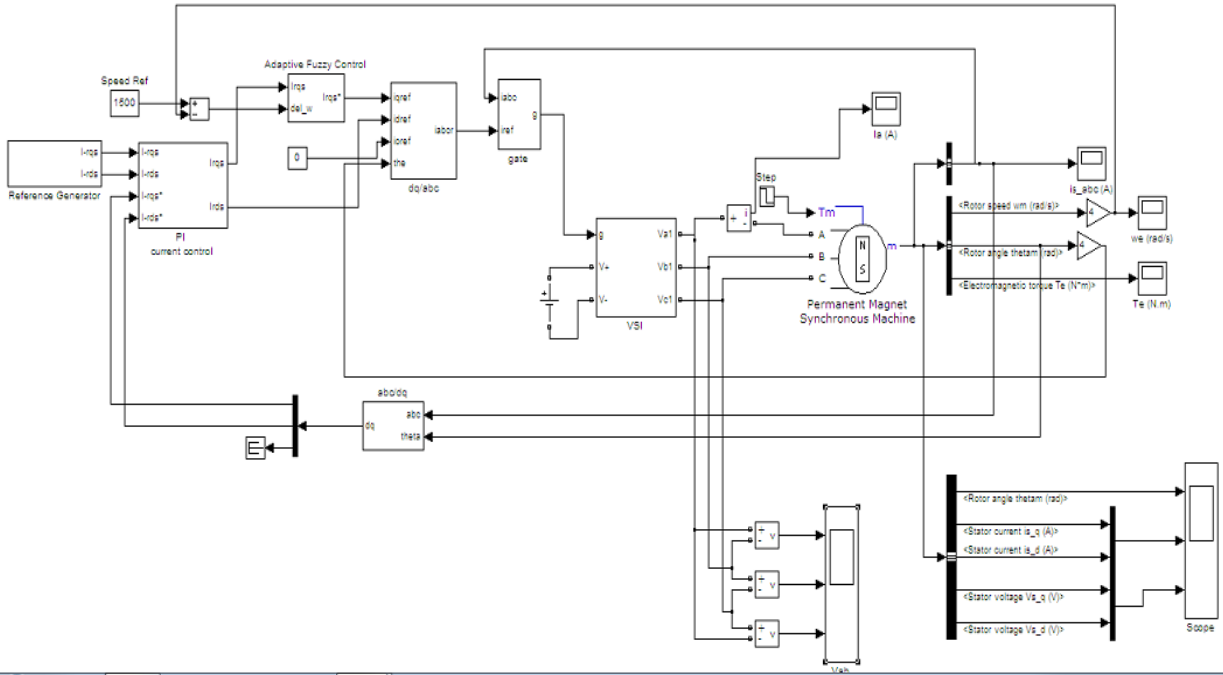 Speed Ref
1500
+
−
Adaptive Fuzzy Control
Irqs
del_w
Irqs*
I-rqs
I-rds
Reference Generator
I-rqs
I-rds
I-rqs*
I-rds*
Irqs
Irds
PI
current control
0
iqref
idref
ioref
the
iabor
dq/abc
iabc
iref
g
gate
g
V+
V-
Va1
Vb1
Vc1
VSI
+
Step
+
-
i
Ia (A)
Tm
A
B
C
N
S
m
Permanent Magnet
Synchronous Machine
is_abc (A)
<Rotor speed wm (rad/s)>
4
we (rad/s)
<Rotor angle thetam (rad)>
4
<Electromagnetic torque Te (N*m)>
Te (N.m)
abc/dq
dq
abc
theta
+
-
v
+
-
v
+
-
v
<Rotor angle thetam (rad)>
<Stator current is_q (A)>
<Stator current is_d (A)>
<Stator voltage Vs_q (V)>
<Stator voltage Vs_d (V)>
Scope